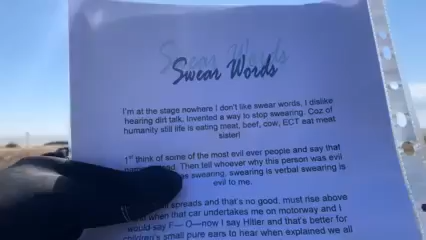 Swear Words
I'm at the stage nowhere I don't like swear words, I dislike
hearing dirt talk, Invented a way to stop swearing. Coz of
humanity still life is eating meat, beef, cow, ECT eat meat
sister!
1st think of some of the most evil ever people and say that
Then tell whoever why this person was evil
as swearing, swearing is verbal swearing is
evil to me.
spreads and that's no good, must rise above
when that car undertakes me on motorway and I
would say F— O—now I say Hitler and that's better for
children's small pure ears to hear when explained we all